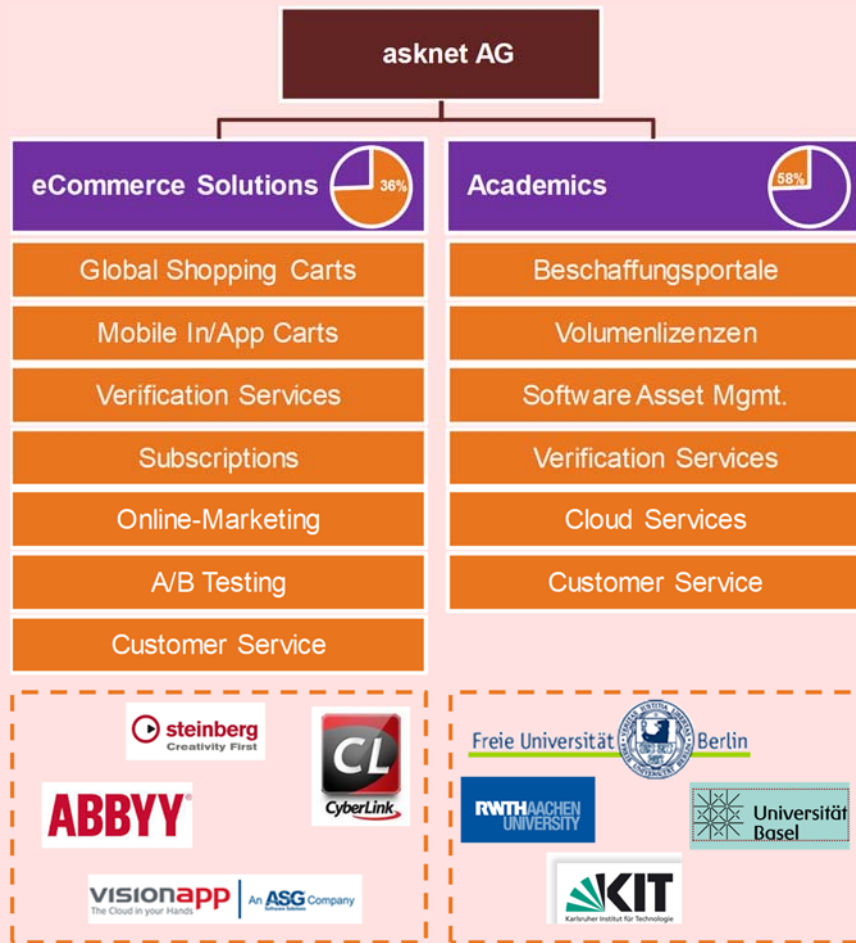 asknet AG
eCommerce Solutions
36%
Academics
58%
Global Shopping Carts
Mobile In/App Carts
Verification Services
Subscriptions
Online-Marketing
A/B Testing
Customer Service
Beschaffungsportale
Volumenlizenzen
Software Asset Mgmt.
Verification Services
Cloud Services
Customer Service
steinberg
Creativity First
CL
CyberLink
ABBYY®
visionapp
The Cloud in your Hands
An ASG Company
Software Solutions
Freie Universität Berlin
RWTHAACHEN
UNIVERSITY
Universität
Basel
KIT
Karlsruher Institut für Technologie